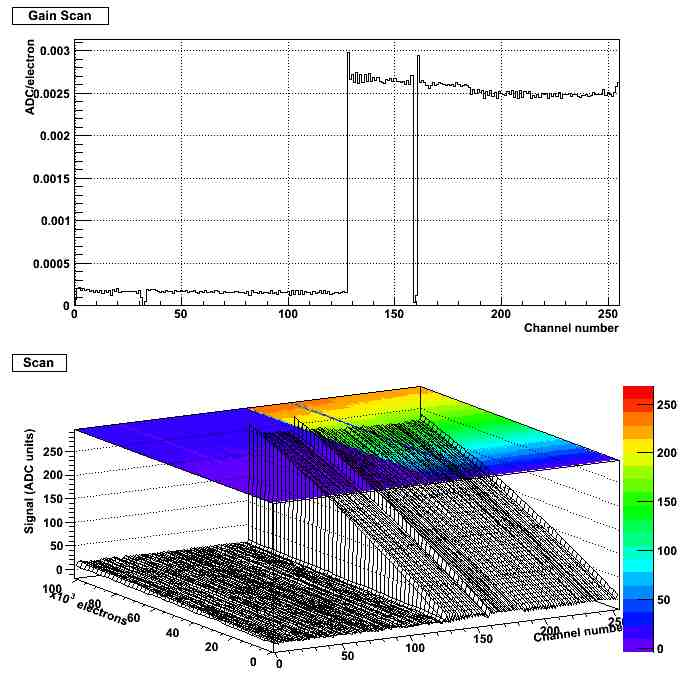 Gain Scan
ADC/electron
0.003
0.0025
0.002
0.0015
0.001
0.0005
0
0 50 100 150 200 250
Channel number
Scan
Signal (ADC units)
250
200
150
100
50
0
100 80 60 40 20 0
x10³ electrons
0 50 100 150 200 25
Channel numbe
250
200
150
100
50
0